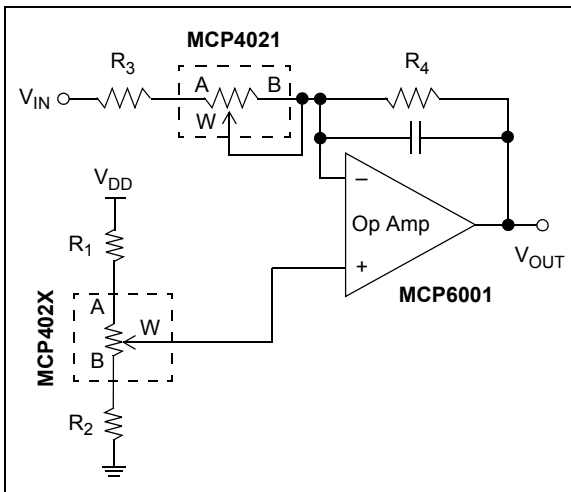 MCP4021
R3
A
B
R4
VIN
W
VDD
–
Op Amp
R1
VOUT
+
A
MCP6001
W
MCP402X
B
R2